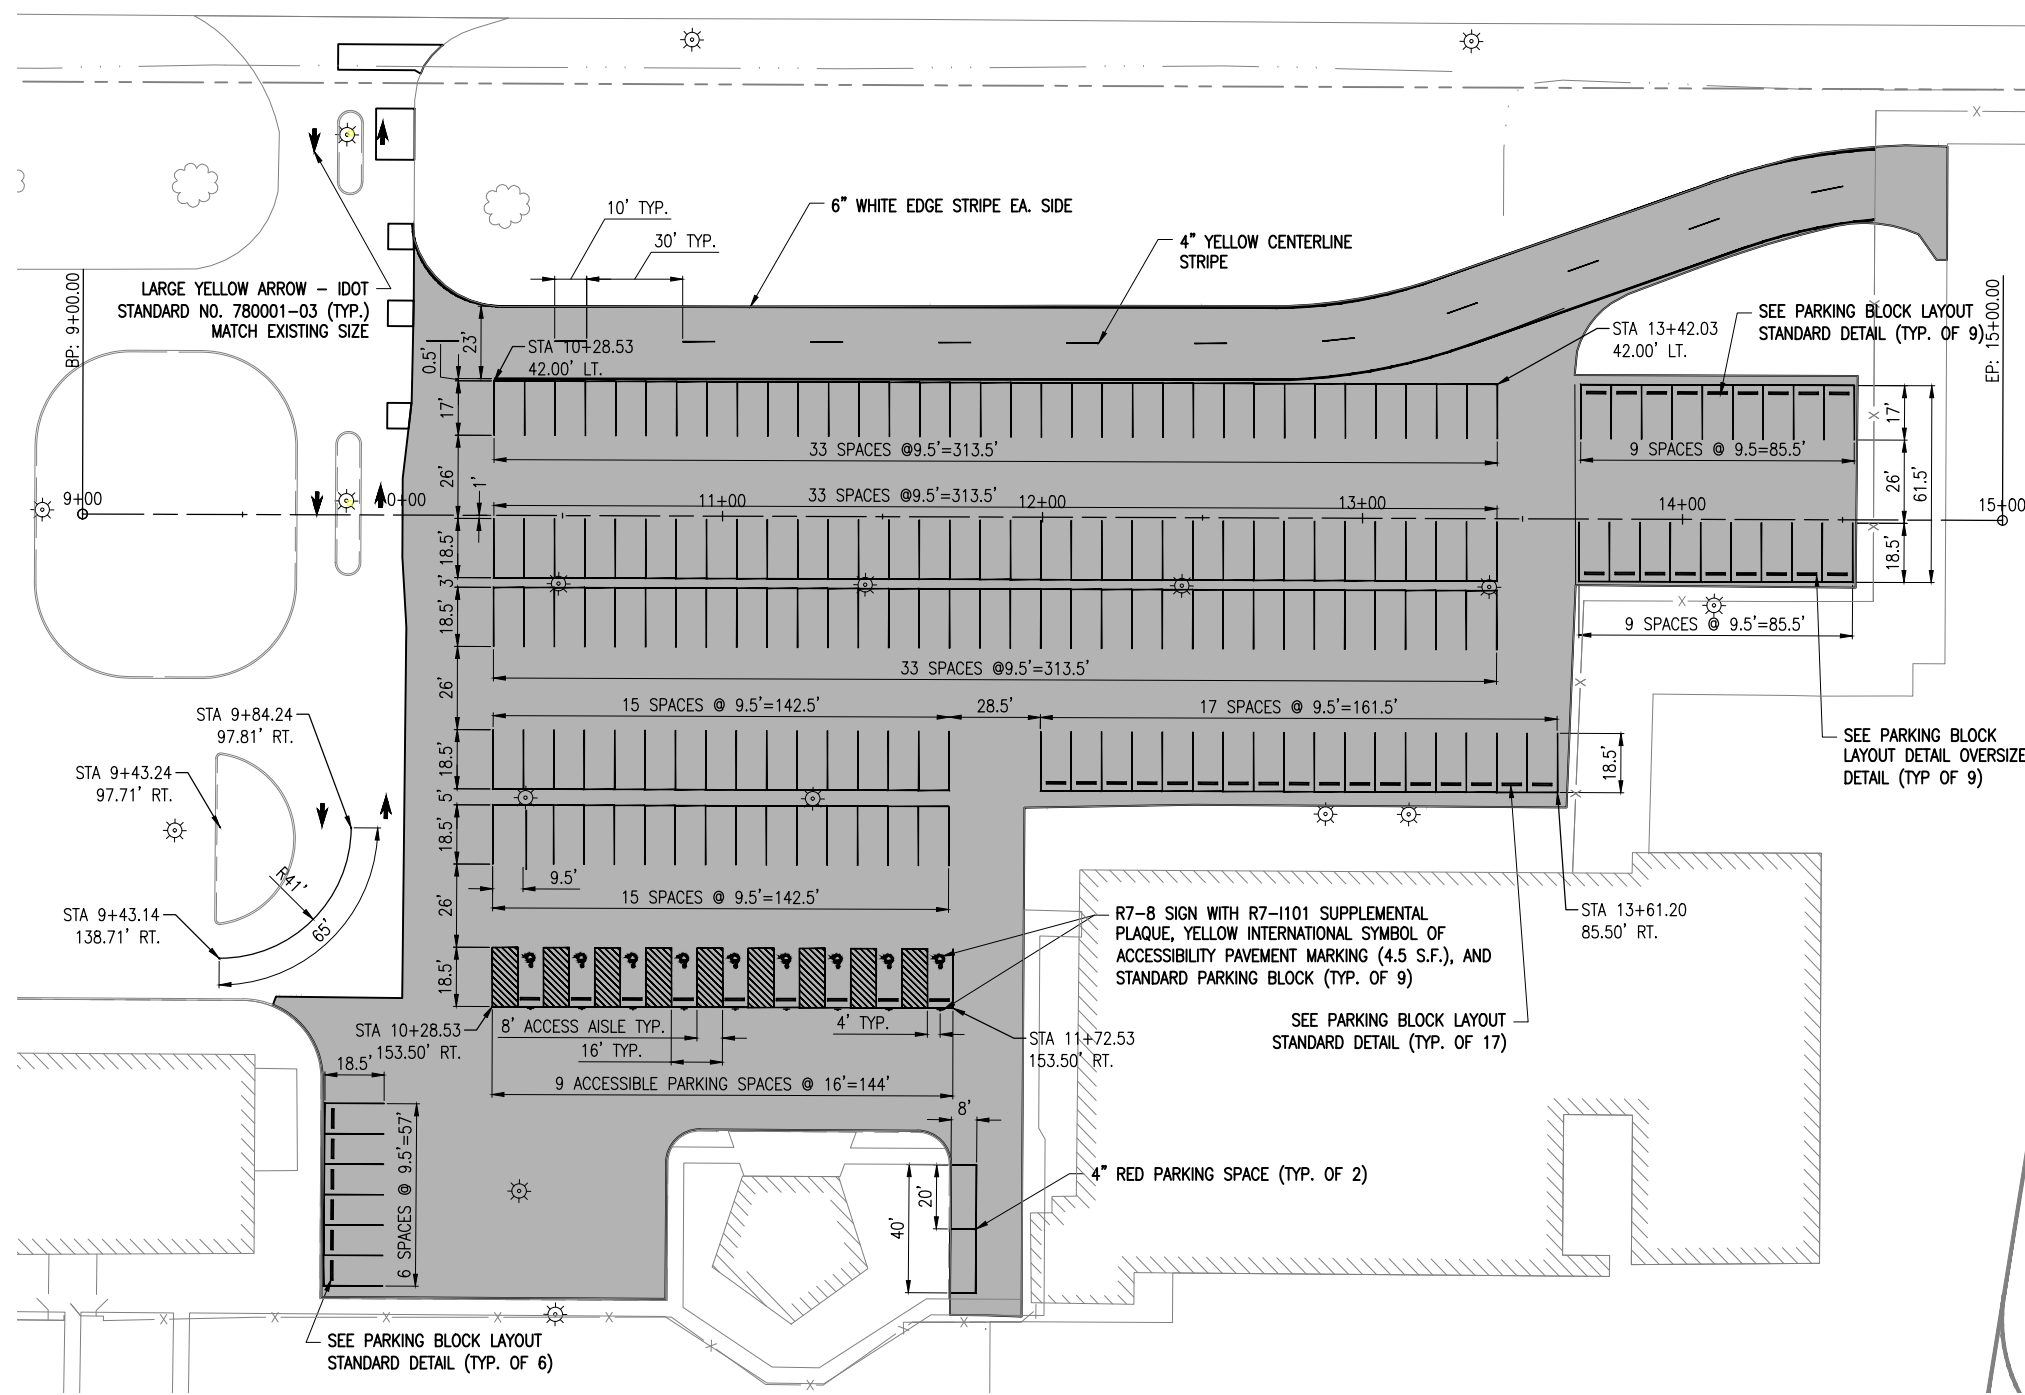 10' TYP.
30' TYP.
6" WHITE EDGE STRIPE EA. SIDE
4" YELLOW CENTERLINE
STRIPE
LARGE YELLOW ARROW – IDOT
STANDARD NO. 780001-03 (TYP.)
MATCH EXISTING SIZE
BP: 9+00.00
EP: 15+00.00
SEE PARKING BLOCK LAYOUT
STANDARD DETAIL (TYP. OF 9)
STA 13+42.03
42.00' LT.
STA 10+28.53
42.00' LT.
0.5'
23'
17'
33 SPACES @9.5'=313.5'
9 SPACES @ 9.5=85.5'
17'
26'
1'
33 SPACES @9.5'=313.5'
26'
61.5'
9+00
0+00
11+00
12+00
13+00
14+00
15+00
18.5'
18.5'
3'
18.5'
9 SPACES @ 9.5'=85.5'
33 SPACES @9.5'=313.5'
26'
15 SPACES @ 9.5'=142.5'
28.5'
17 SPACES @ 9.5'=161.5'
STA 9+84.24
97.81' RT.
SEE PARKING BLOCK
LAYOUT DETAIL OVERSIZE
DETAIL (TYP OF 9)
18.5'
18.5'
STA 9+43.24
97.71' RT.
5'
18.5'
R41'
65'
9.5'
15 SPACES @ 9.5'=142.5'
26'
STA 9+43.14
138.71' RT.
R7-8 SIGN WITH R7-I101 SUPPLEMENTAL
PLAQUE, YELLOW INTERNATIONAL SYMBOL OF
ACCESSIBILITY PAVEMENT MARKING (4.5 S.F.), AND
STANDARD PARKING BLOCK (TYP. OF 9)
STA 13+61.20
85.50' RT.
18.5'
SEE PARKING BLOCK LAYOUT
STANDARD DETAIL (TYP. OF 17)
STA 10+28.53
153.50' RT.
8' ACCESS AISLE TYP.
4' TYP.
16' TYP.
STA 11+72.53
153.50' RT.
18.5'
9 ACCESSIBLE PARKING SPACES @ 16'=144'
8'
6 SPACES @ 9.5'=57'
20'
40'
4" RED PARKING SPACE (TYP. OF 2)
SEE PARKING BLOCK LAYOUT
STANDARD DETAIL (TYP. OF 6)